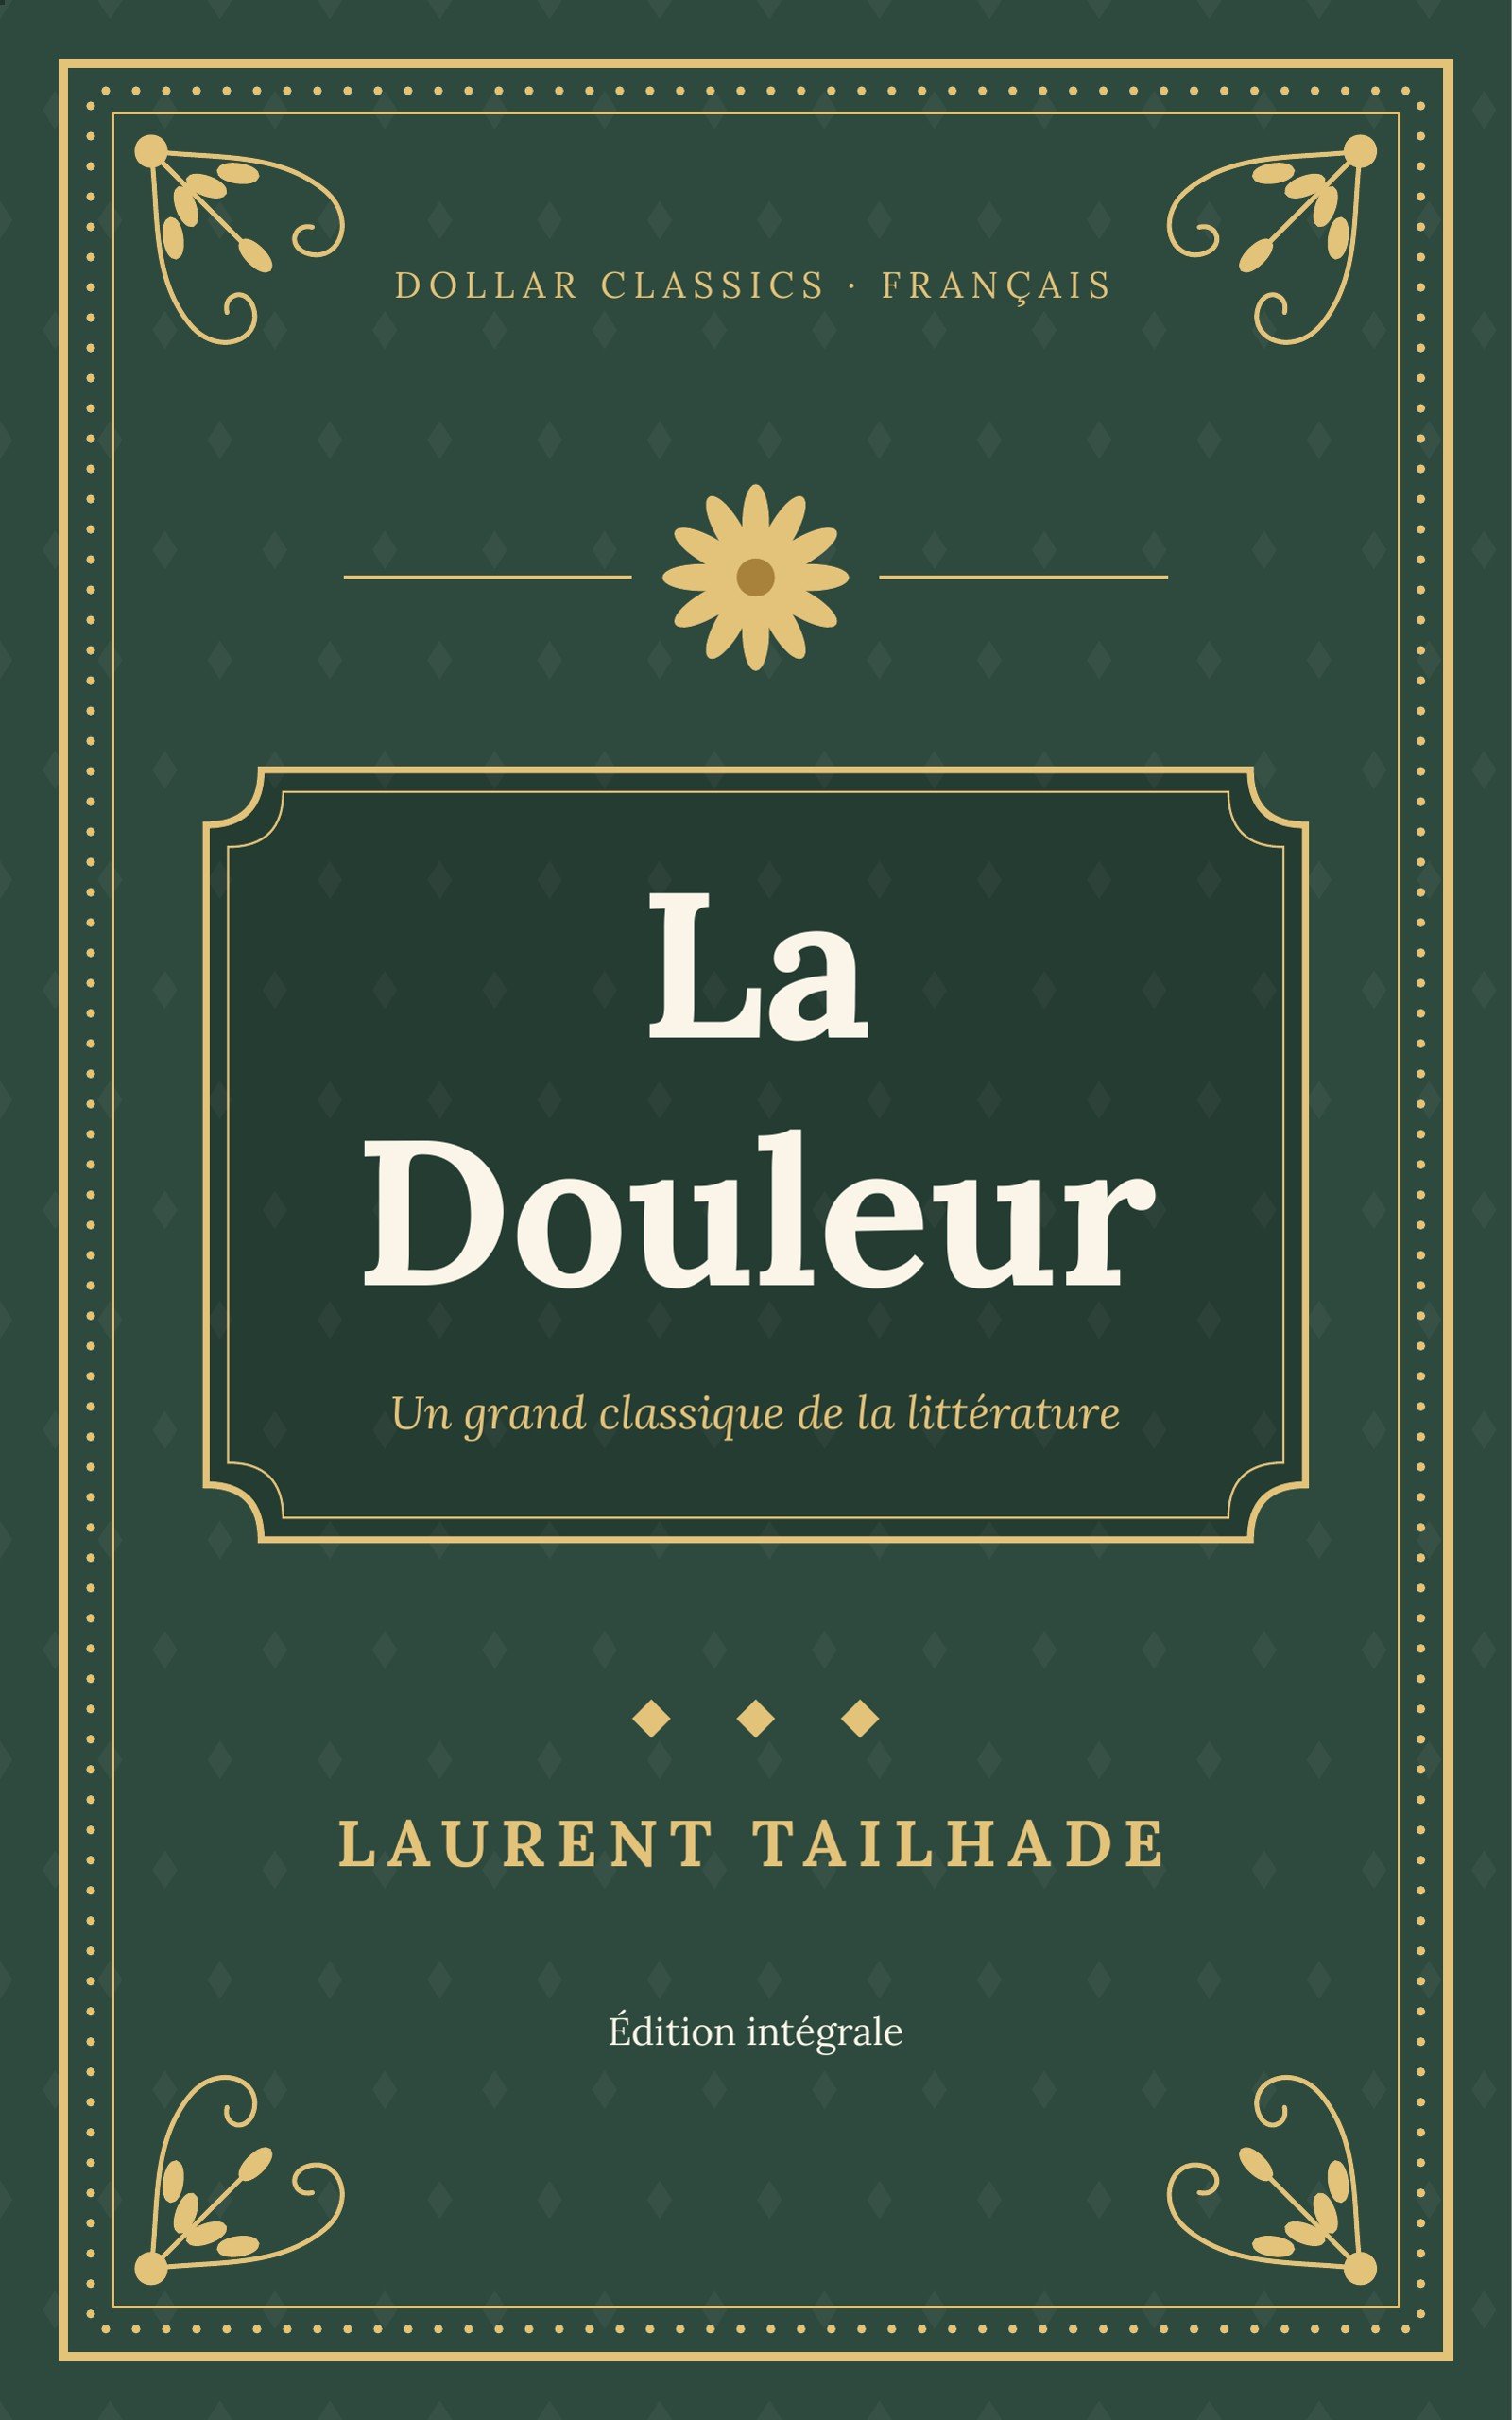 DOLLAR CLASSICS · FRANÇAIS
La
Douleur
Un grand classique de la littérature
LAURENT TAILHADE
Édition intégrale